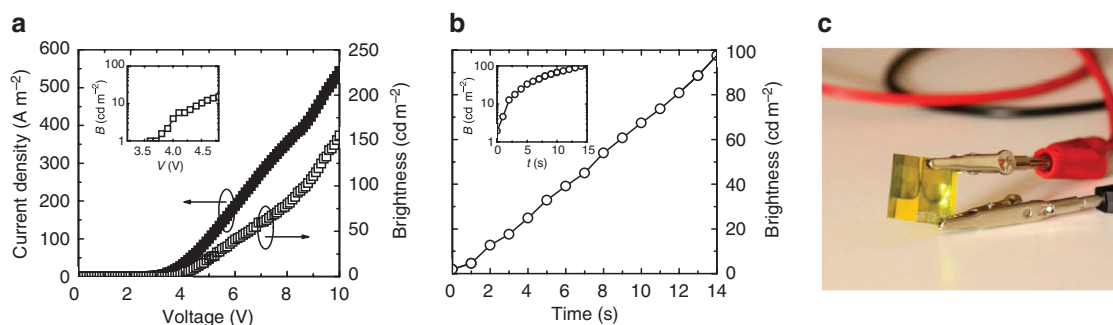 a
600
500
400
300
200
100
0
Current density (A m−2)
0 2 4 6 8 10
Voltage (V)
250
200
150
100
50
0
Brightness (cd m−2)
100
10
1
B (cd m−2)
3.5 4.0 4.5
V (V)
b
100
80
60
40
20
0
Brightness (cd m−2)
0 2 4 6 8 10 12 14
Time (s)
100
10
1
B (cd m−2)
0 5 10 15
t (s)
c